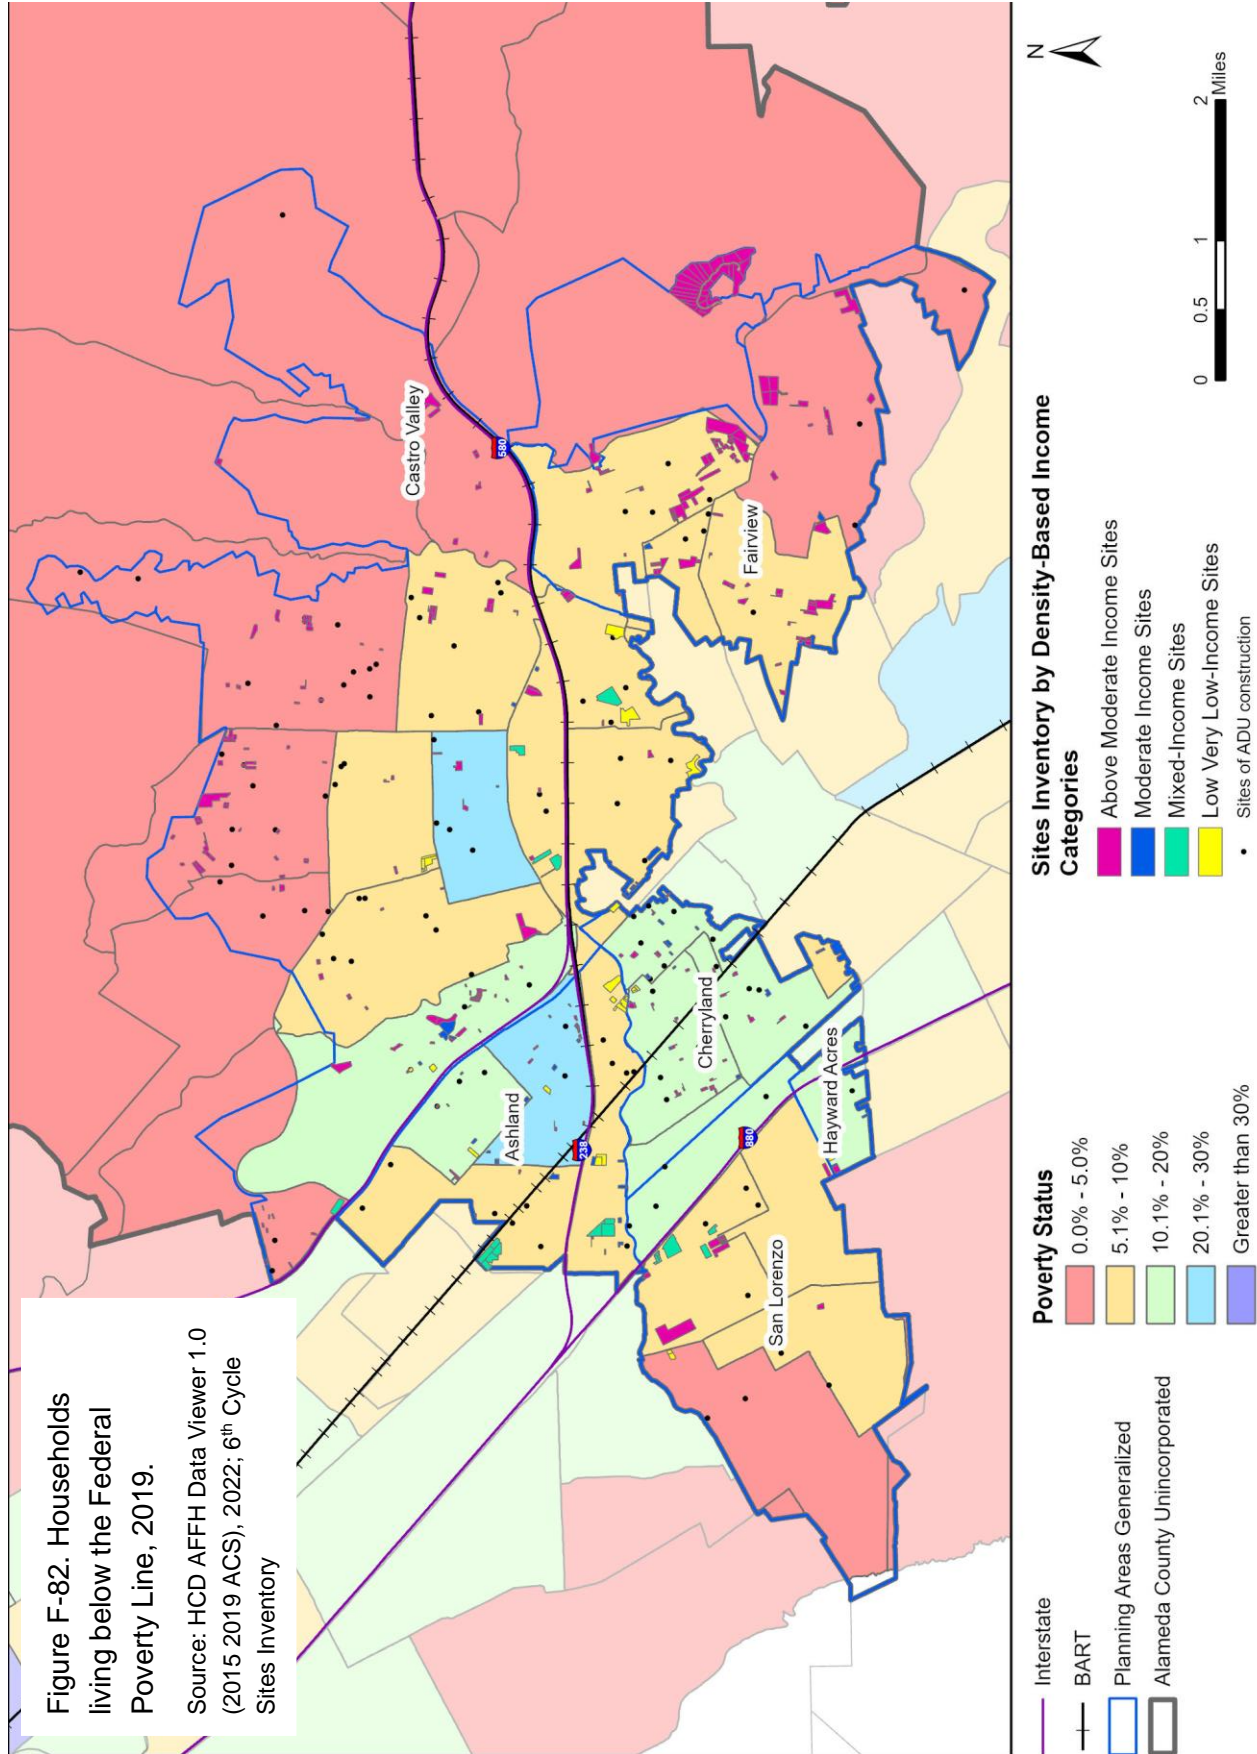 Figure F-82. Households
living below the Federal
Poverty Line, 2019.
Source: HCD AFFH Data Viewer 1.0
(2015 2019 ACS), 2022; 6th Cycle
Sites Inventory
Castro Valley
580
Fairview
Ashland
238
Cherryland
880
Hayward Acres
San Lorenzo
Interstate
BART
Planning Areas Generalized
Alameda County Unincorporated
Poverty Status
0.0% - 5.0%
5.1% - 10%
10.1% - 20%
20.1% - 30%
Greater than 30%
Sites Inventory by Density-Based Income
Categories
Above Moderate Income Sites
Moderate Income Sites
Mixed-Income Sites
Low Very Low-Income Sites
Sites of ADU construction
N
0 0.5 1 2
Miles